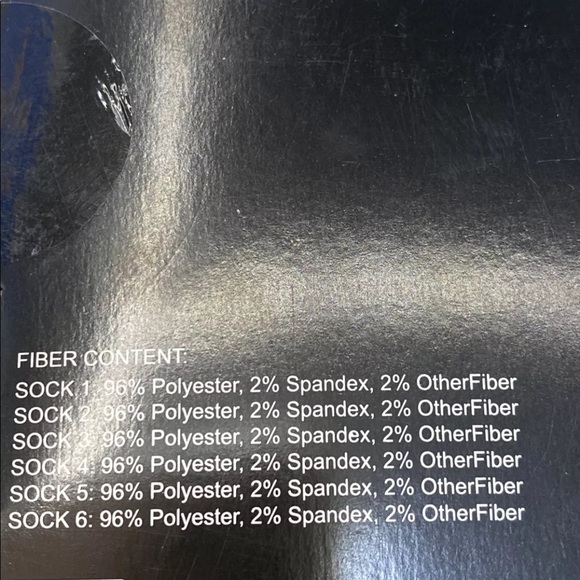 FIBER CONTENT:
SOCK 1: 96% Polyester, 2% Spandex, 2% OtherFiber
SOCK 2: 96% Polyester, 2% Spandex, 2% OtherFiber
SOCK 3: 96% Polyester, 2% Spandex, 2% OtherFiber
SOCK 4: 96% Polyester, 2% Spandex, 2% OtherFiber
SOCK 5: 96% Polyester, 2% Spandex, 2% OtherFiber
SOCK 6: 96% Polyester, 2% Spandex, 2% OtherFiber